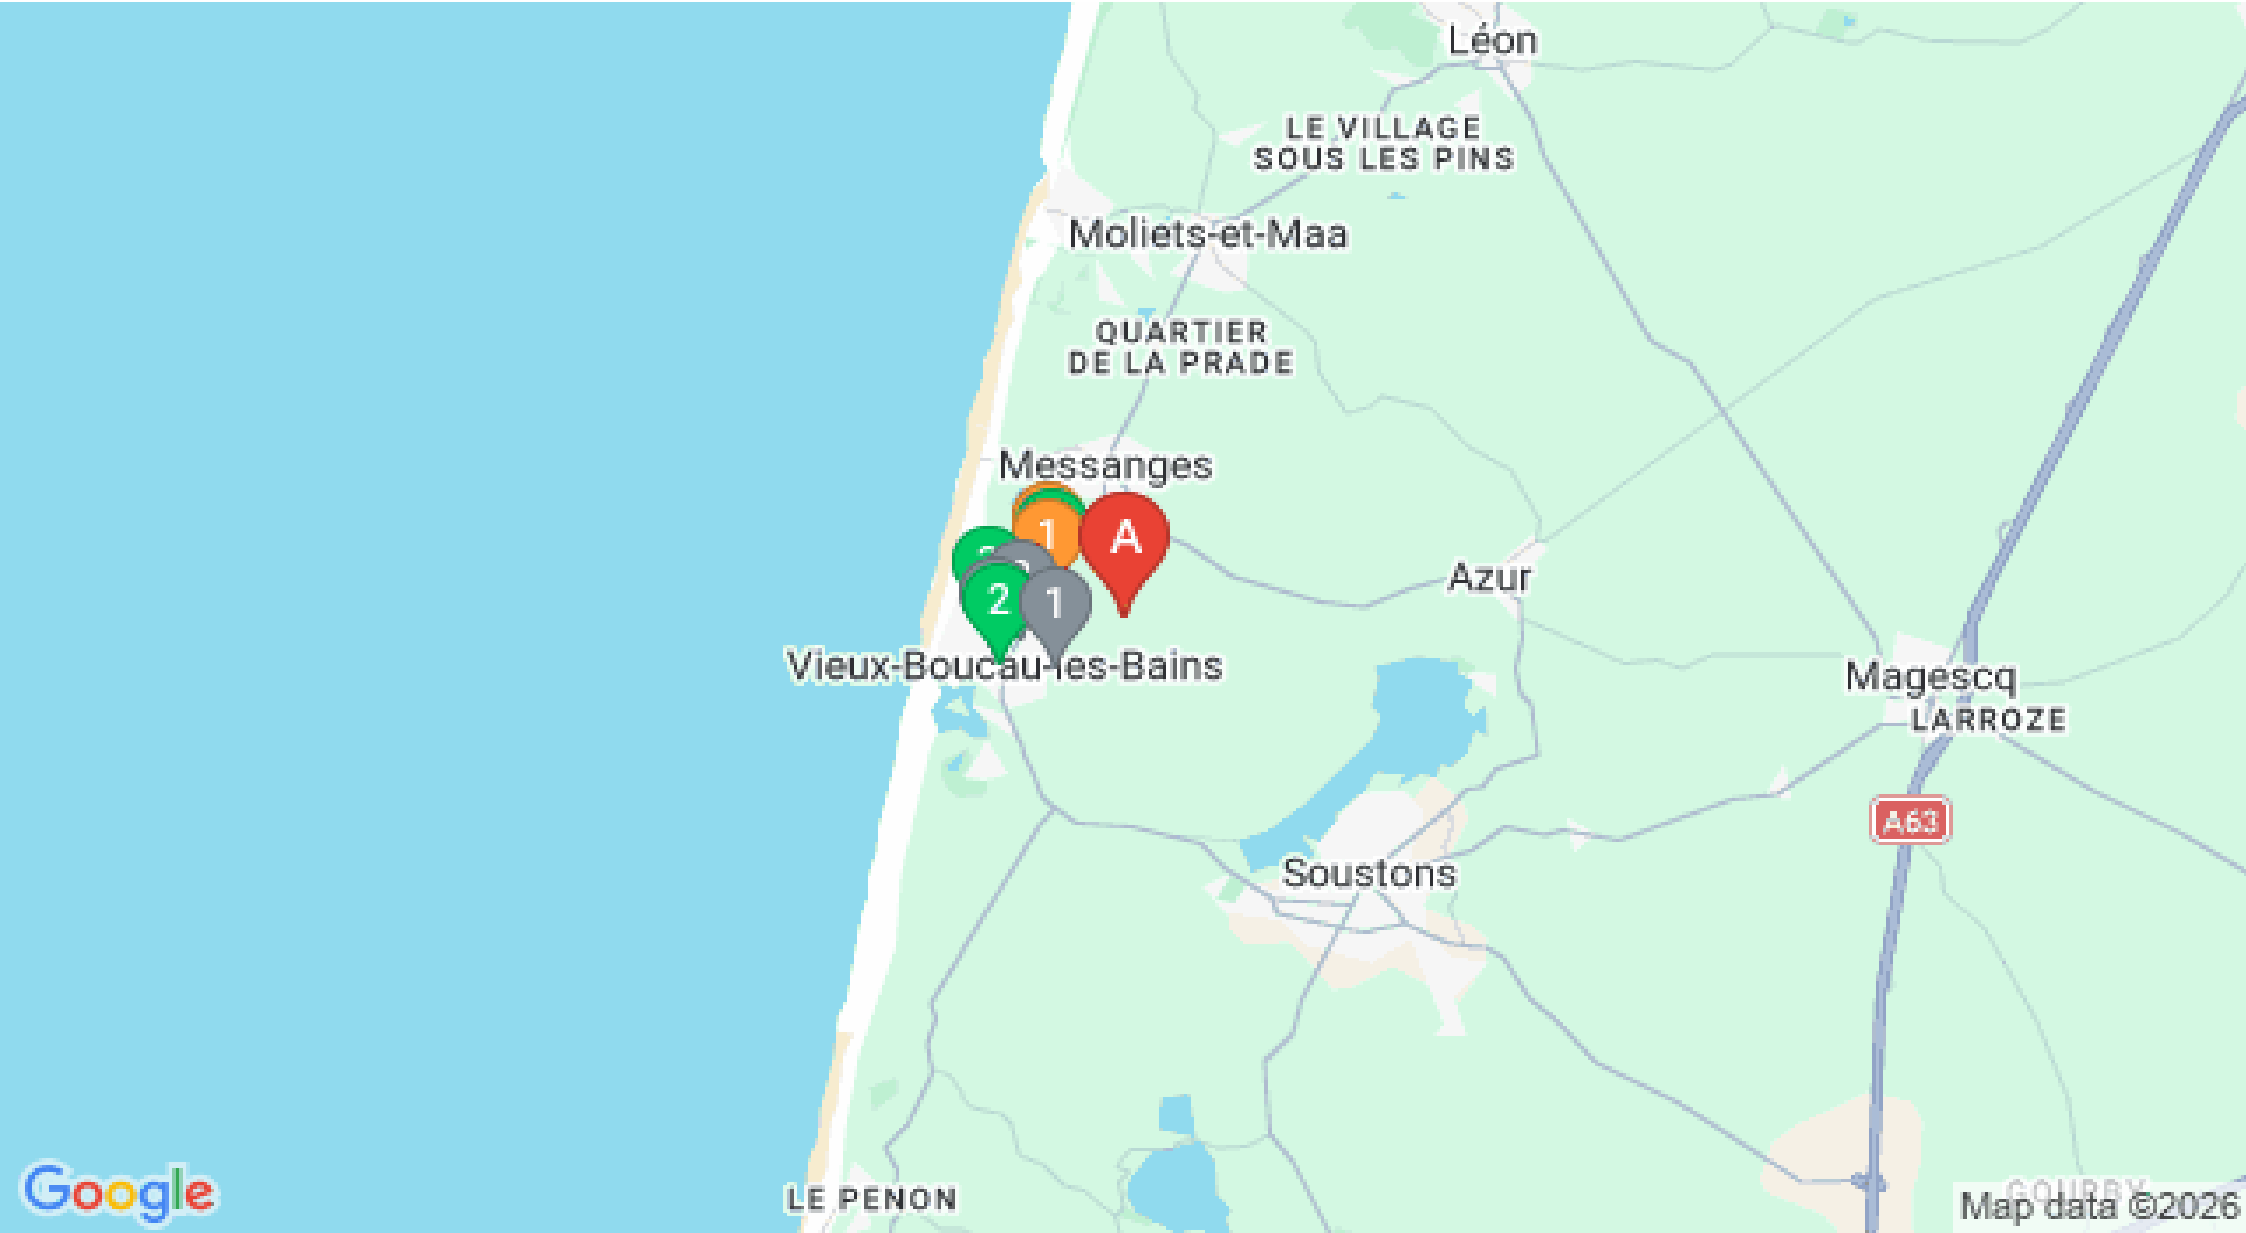 Léon
LE VILLAGE
SOUS LES PINS
Moliets-et-Maa
QUARTIER
DE LA PRADE
Messanges
1
A
2
1
Azur
Vieux-Boucau-les-Bains
Magescq
LARROZE
A63
Soustons
LE PENON
GOURBY
Google
Map data ©2026